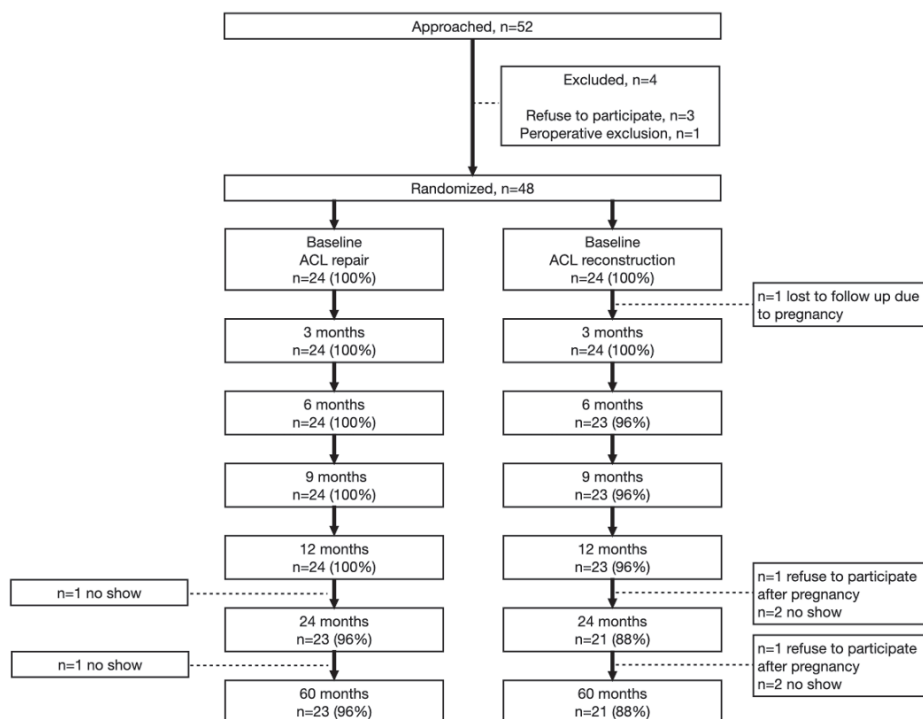 Approached, n=52
Excluded, n=4
Refuse to participate, n=3
Peroperative exclusion, n=1
Randomized, n=48
Baseline
ACL repair
n=24 (100%)
Baseline
ACL reconstruction
n=24 (100%)
n=1 lost to follow up due
to pregnancy
3 months
n=24 (100%)
3 months
n=24 (100%)
6 months
n=24 (100%)
6 months
n=23 (96%)
9 months
n=24 (100%)
9 months
n=23 (96%)
12 months
n=24 (100%)
12 months
n=23 (96%)
n=1 no show
n=1 refuse to participate
after pregnancy
n=2 no show
24 months
n=23 (96%)
24 months
n=21 (88%)
n=1 no show
n=1 refuse to participate
after pregnancy
n=2 no show
60 months
n=23 (96%)
60 months
n=21 (88%)